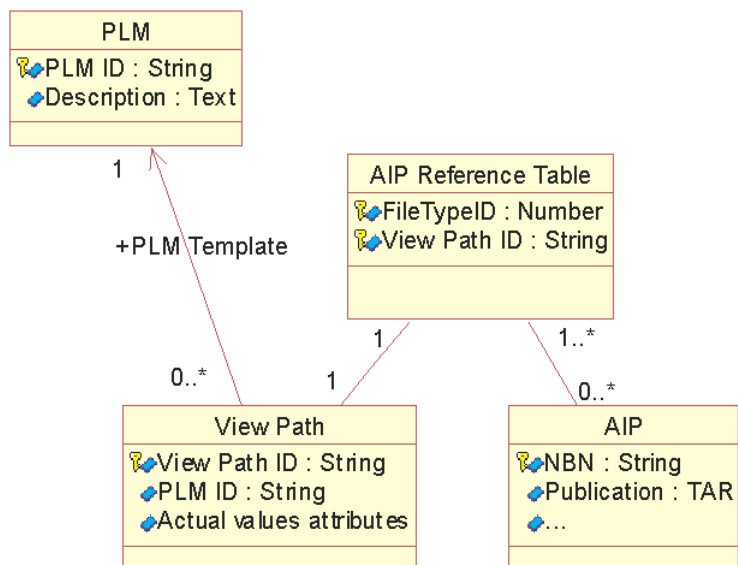 PLM
PLM ID : String
Description : Text
1
+PLM Template
0..*
AIP Reference Table
FileTypeID : Number
View Path ID : String
1
1
1..*
0..*
View Path
View Path ID : String
PLM ID : String
Actual values attributes
AIP
NBN : String
Publication : TAR
...